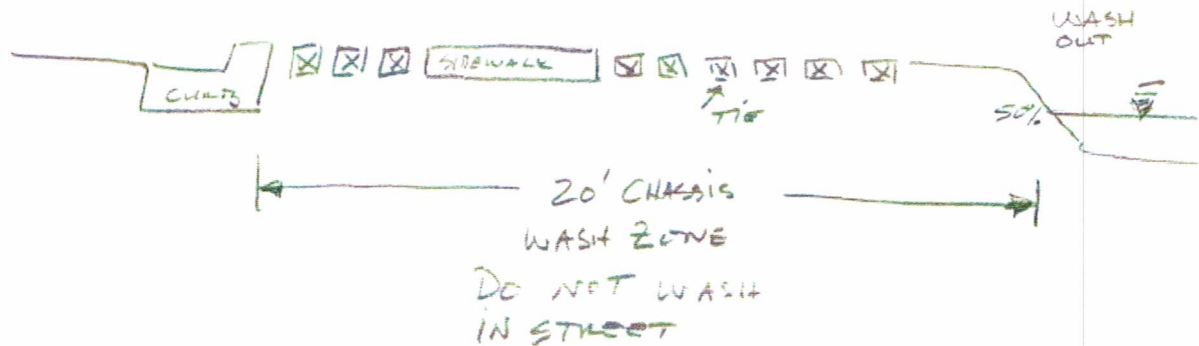 WASH
OUT
CURB
SIDEWALK
TIE
50%
20' CHASSIS
WASH ZONE
DO NOT WASH
IN STREET